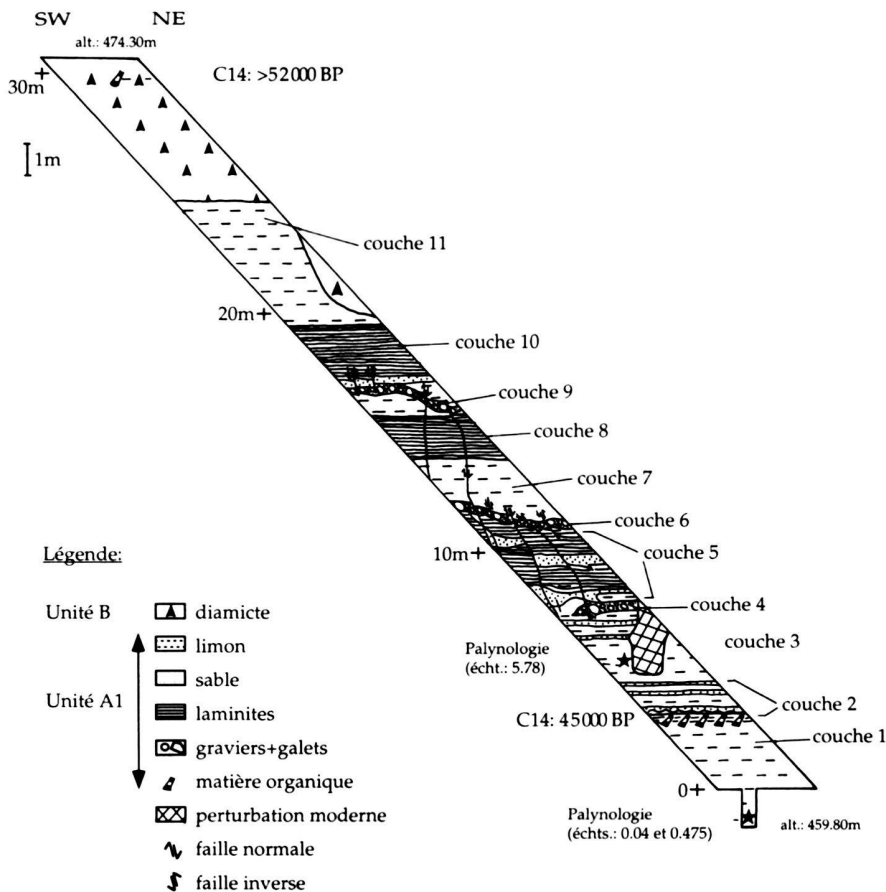 SW NE
alt.: 474.30m
30m
C14: >52000 BP
1m
couche 11
20m
couche 10
couche 9
couche 8
couche 7
couche 6
10m
couche 5
couche 4
couche 3
Palynologie
(écht.: 5.78)
couche 2
C14: 45000 BP
couche 1
0
Palynologie
(échts.: 0.04 et 0.475)
alt.: 459.80m
Légende:
Unité B
diamicte
limon
sable
Unité A1
laminites
graviers+galets
matière organique
perturbation moderne
faille normale
faille inverse